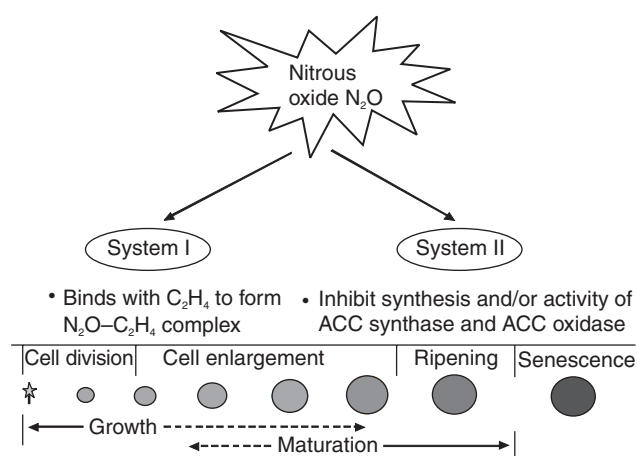 Nitrous
oxide N₂O
System I
System II
• Binds with C₂H₄ to form
N₂O–C₂H₄ complex
• Inhibit synthesis and/or activity of
ACC synthase and ACC oxidase
Cell division
Cell enlargement
Ripening
Senescence
Growth
Maturation